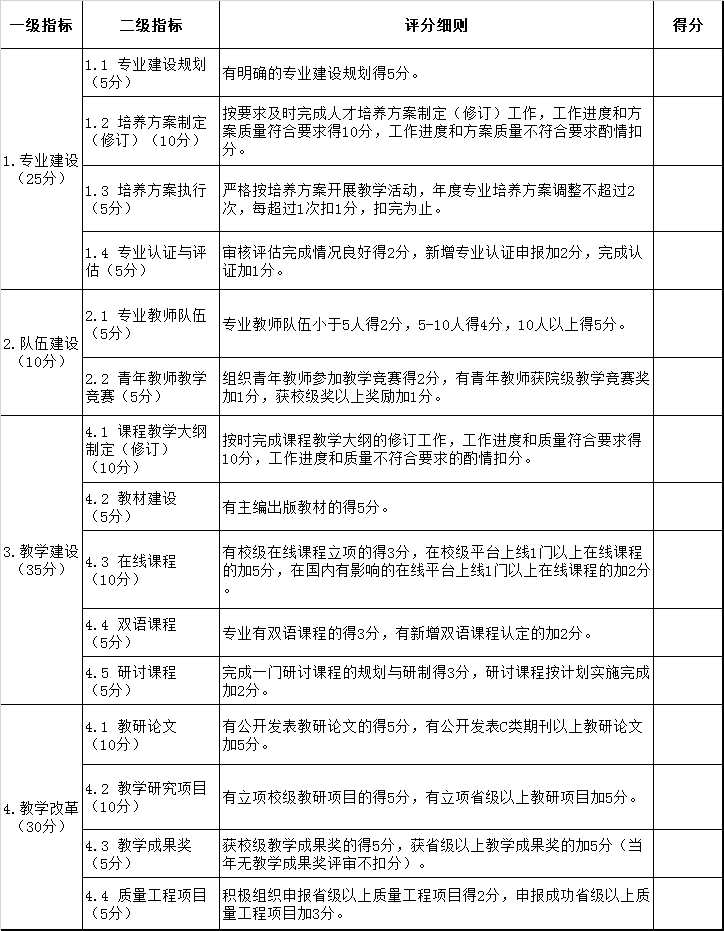 一级指标 二级指标 评分细则 得分
1.专业建设
（25分）
1.1 专业建设规划
（5分）
有明确的专业建设规划得5分。
1.2 培养方案制定
（修订）（10分）
按要求及时完成人才培养方案制定（修订）工作，工作进度和方
案质量符合要求得10分，工作进度和方案质量不符合要求酌情扣
分。
1.3 培养方案执行
（5分）
严格按培养方案开展教学活动，年度专业培养方案调整不超过2
次，每超过1次扣1分，扣完为止。
1.4 专业认证与评
估（5分）
审核评估完成情况良好得2分，新增专业认证申报加2分，完成认
证加1分。
2.队伍建设
（10分）
2.1 专业教师队伍
（5分）
专业教师队伍小于5人得2分，5-10人得4分，10人以上得5分。
2.2 青年教师教学
竞赛（5分）
组织青年教师参加教学竞赛得2分，有青年教师获院级教学竞赛奖
加1分，获校级奖以上奖励加1分。
3.教学建设
（35分）
4.1 课程教学大纲
制定（修订）
（10分）
按时完成课程教学大纲的修订工作，工作进度和质量符合要求得
10分，工作进度和质量不符合要求的酌情扣分。
4.2 教材建设
（5分）
有主编出版教材的得5分。
4.3 在线课程
（10分）
有校级在线课程立项的得3分，在校级平台上线1门以上在线课程
的加5分，在国内有影响的在线平台上线1门以上在线课程的加2分
。
4.4 双语课程
（5分）
专业有双语课程的得3分，有新增双语课程认定的加2分。
4.5 研讨课程
（5分）
完成一门研讨课程的规划与研制得3分，研讨课程按计划实施完成
加2分。
4.教学改革
（30分）
4.1 教研论文
（10分）
有公开发表教研论文的得5分，有公开发表C类期刊以上教研论文
加5分。
4.2 教学研究项目
（10分）
有立项校级教研项目的得5分，有立项省级以上教研项目加5分。
4.3 教学成果奖
（5分）
获校级教学成果奖的得5分，获省级以上教学成果奖的加5分（当
年无教学成果奖评审不扣分）。
4.4 质量工程项目
（5分）
积极组织申报省级以上质量工程项目得2分，申报成功省级以上质
量工程项目加3分。